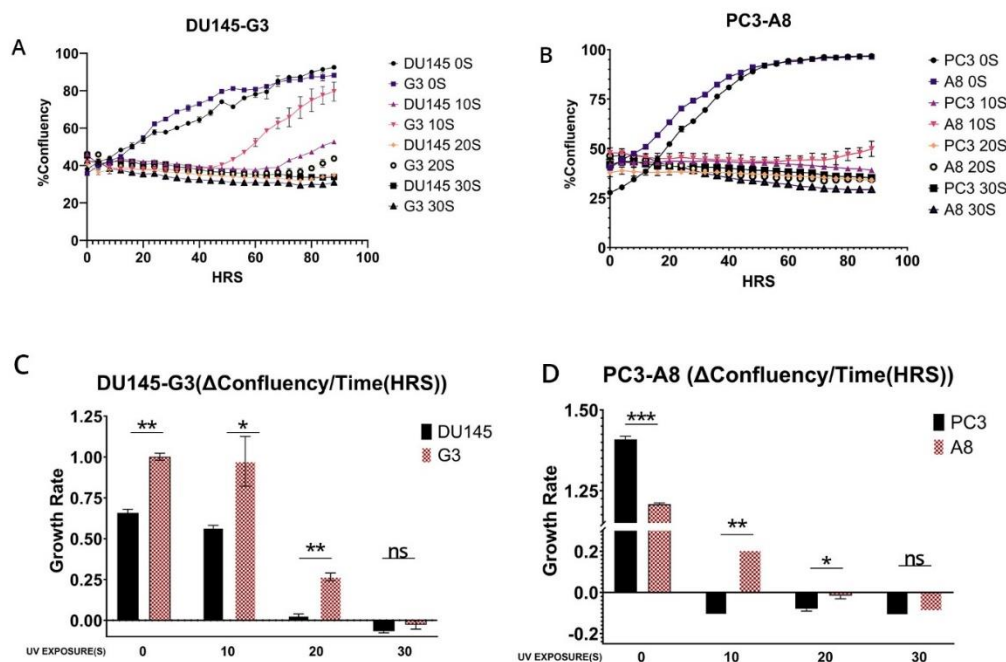 A
DU145-G3
%Confluency
100
80
60
40
20
0
0 20 40 60 80 100
HRS
DU145 0S
G3 0S
DU145 10S
G3 10S
DU145 20S
G3 20S
DU145 30S
G3 30S
B
PC3-A8
%Confluency
100
75
50
25
0
0 20 40 60 80 100
HRS
PC3 0S
A8 0S
PC3 10S
A8 10S
PC3 20S
A8 20S
PC3 30S
A8 30S
C
DU145-G3(ΔConfluency/Time(HRS))
Growth Rate
1.25
1.00
0.75
0.50
0.25
0.00
** * ** ns
DU145
G3
UV EXPOSURE(S) 0 10 20 30
D
PC3-A8 (ΔConfluency/Time(HRS))
Growth Rate
1.50
1.25
0.2
0.0
-0.2
*** ** * ns
PC3
A8
UV EXPOSURE(S) 0 10 20 30